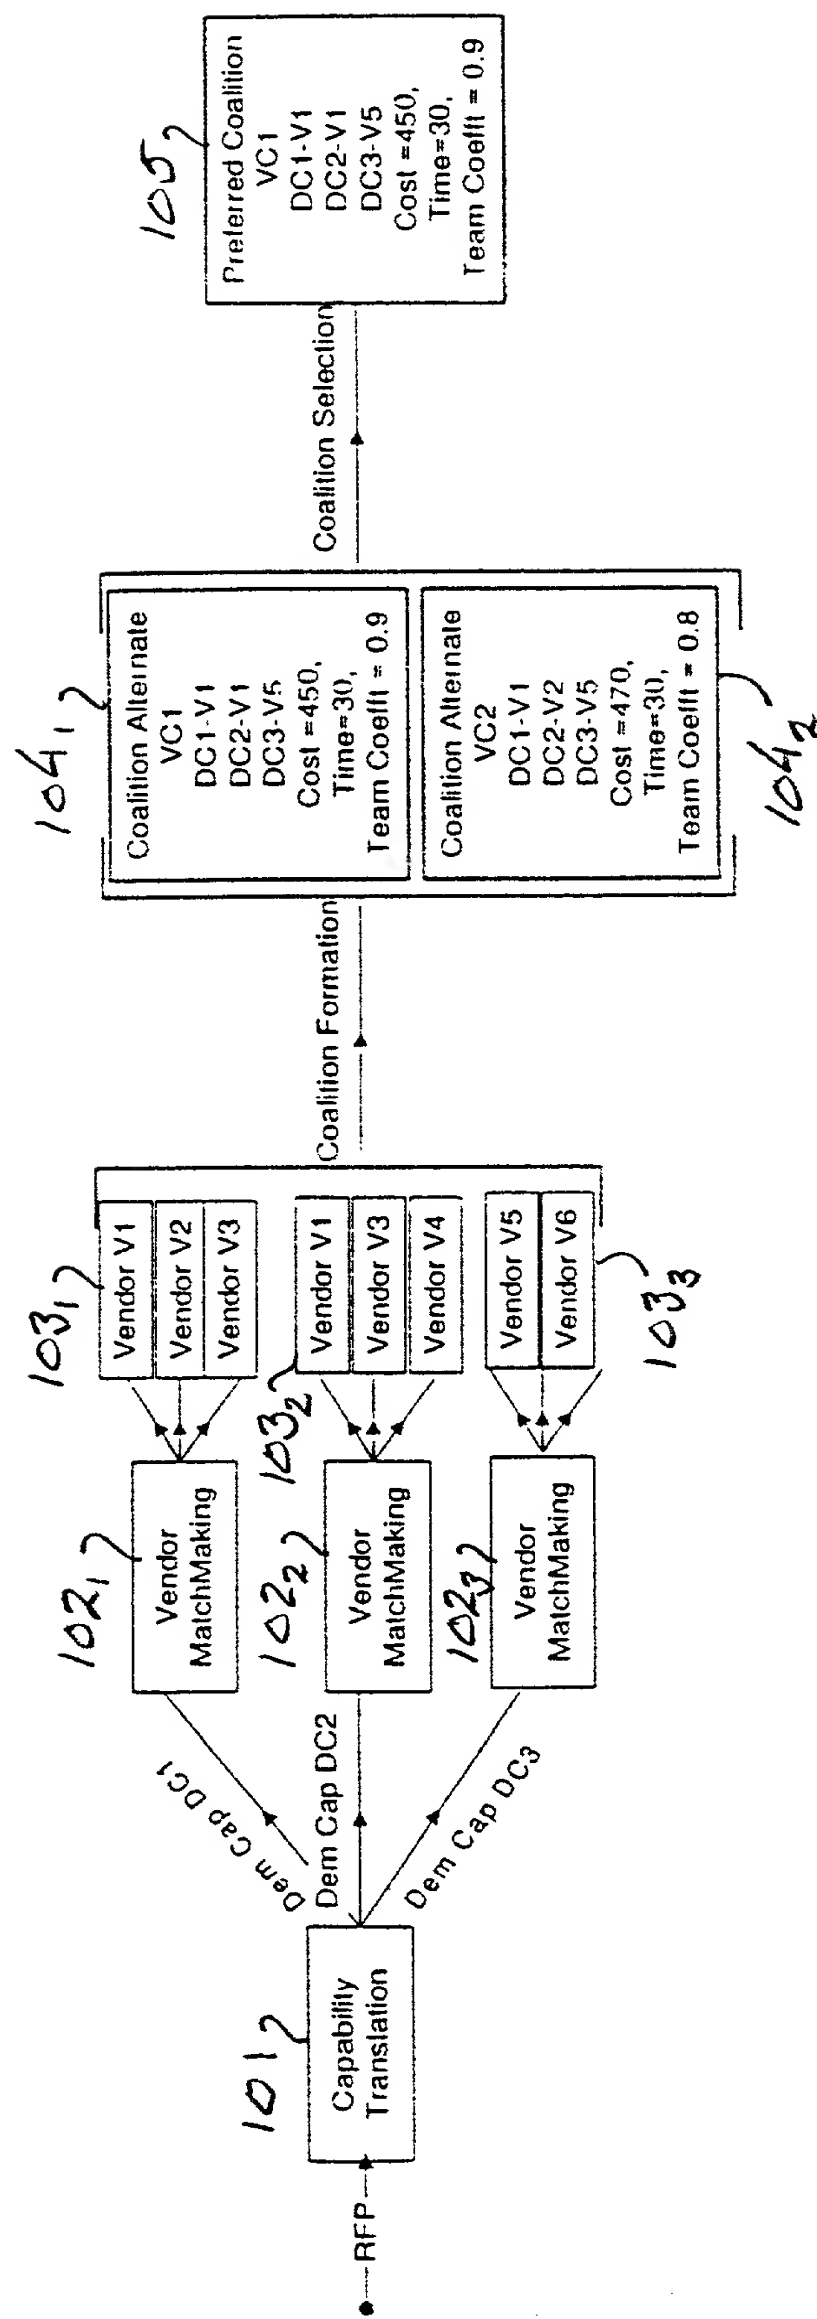 RFP
101
Capability
Translation
Dem Cap DC1
Dem Cap DC2
Dem Cap DC3
102₁
Vendor
MatchMaking
102₂
Vendor
MatchMaking
102₃
Vendor
MatchMaking
103₁
Vendor V1
Vendor V2
Vendor V3
103₂
Vendor V1
Vendor V3
Vendor V4
103₃
Vendor V5
Vendor V6
Coalition Formation
104₁
Coalition Alternate
VC1
DC1-V1
DC2-V1
DC3-V5
Cost =450,
Time=30,
Team Coefft = 0.9
104₂
Coalition Alternate
VC2
DC1-V1
DC2-V2
DC3-V5
Cost =470,
Time=30,
Team Coefft = 0.8
Coalition Selection
105
Preferred Coalition
VC1
DC1-V1
DC2-V1
DC3-V5
Cost =450,
Time=30,
Team Coefft = 0.9